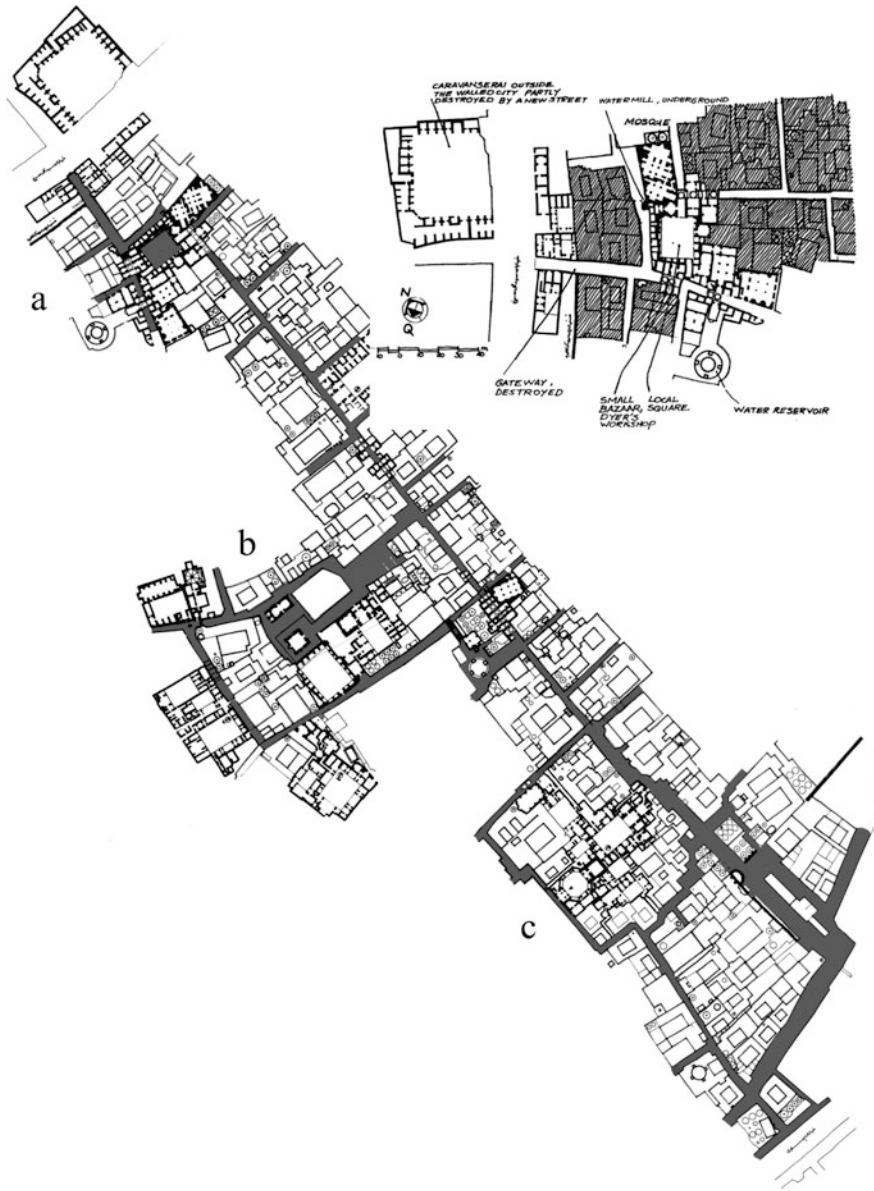 CARAVANSERAI OUTSIDE
THE WALLED CITY PARTLY
DESTROYED BY A NEW STREET
WATERMILL, UNDERGROUND
MOSQUE
N
Q
GATEWAY,
DESTROYED
SMALL
BAZAAR,
DYER'S
WORKSHOP
LOCAL
SQUARE
WATER RESERVOIR
a
b
c